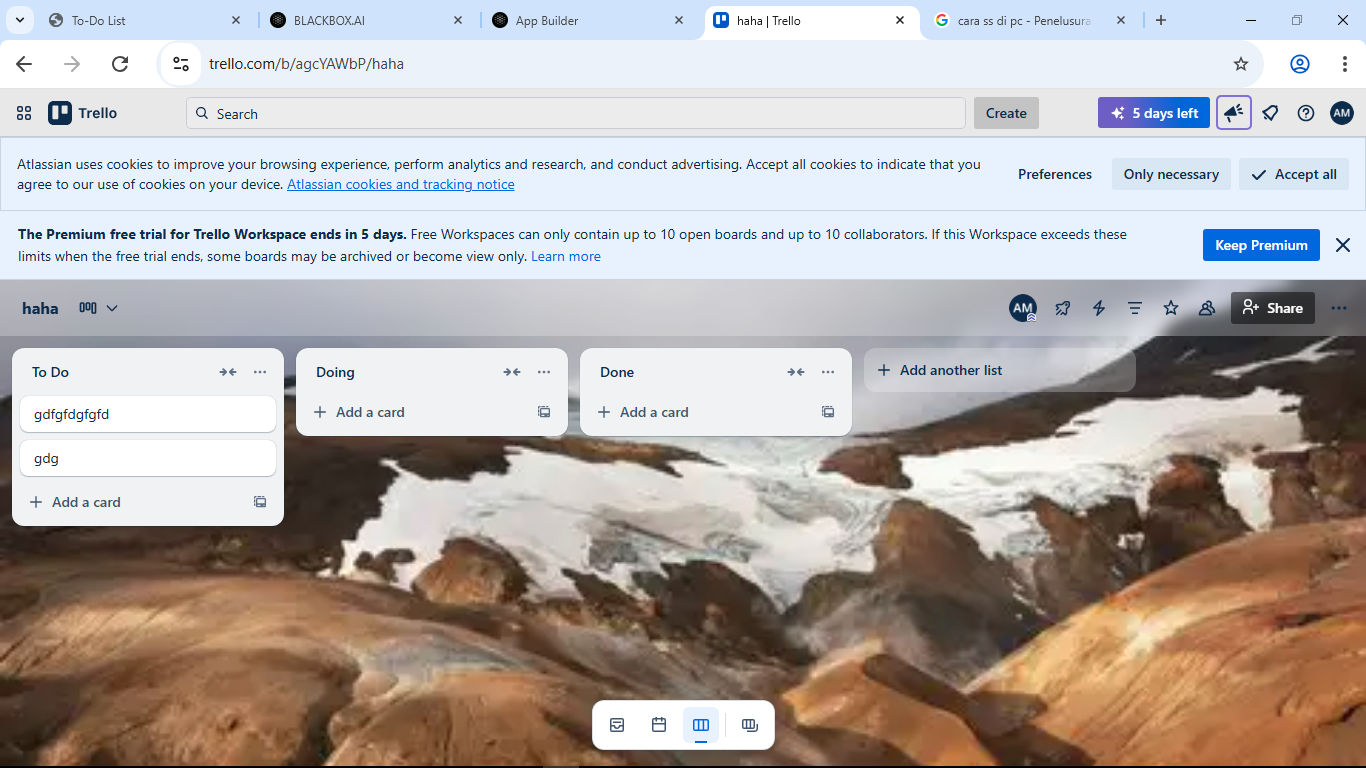 To-Do List
BLACKBOX.AI
App Builder
haha | Trello
cara ss di pc - Penelusura
trello.com/b/agcYAWbP/haha
Trello
Search
Create
5 days left
AM
Atlassian uses cookies to improve your browsing experience, perform analytics and research, and conduct advertising. Accept all cookies to indicate that you
agree to our use of cookies on your device. Atlassian cookies and tracking notice
Preferences
Only necessary
Accept all
The Premium free trial for Trello Workspace ends in 5 days. Free Workspaces can only contain up to 10 open boards and up to 10 collaborators. If this Workspace exceeds these
limits when the free trial ends, some boards may be archived or become view only. Learn more
Keep Premium
haha
AM
Share
To Do
gdfgfdgfgfd
gdg
Add a card
Doing
Add a card
Done
Add a card
Add another list